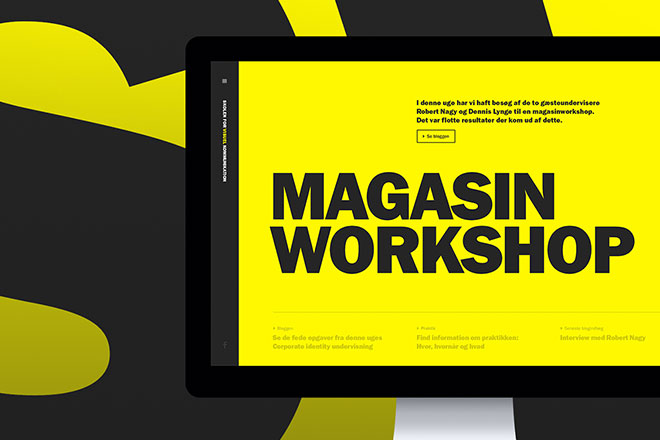 SKOLEN FOR VISUEL KOMMUNIKATION
I denne uge har vi haft besøg af de to gæsteundervisere
Robert Nagy og Dennis Lynge til en magasinworkshop.
Det var flotte resultater der kom ud af dette.
Se bloggen
MAGASIN
WORKSHOP
Bloggen
Se de fede opgaver fra denne uges
Corporate identity undervisning
Praktik
Find information om praktikken:
Hvor, hvornår og hvad
Seneste blogindlæg
Interview med Robert Nagy